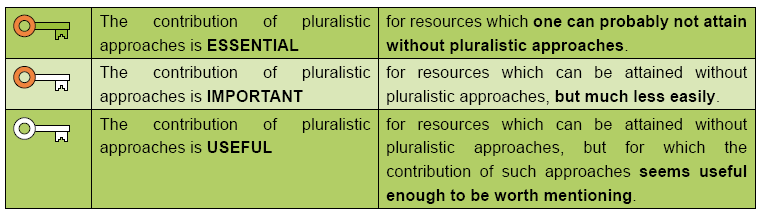 The contribution of pluralistic
approaches is ESSENTIAL
for resources which one can probably not attain
without pluralistic approaches.
The contribution of pluralistic
approaches is IMPORTANT
for resources which can be attained without
pluralistic approaches, but much less easily.
The contribution of pluralistic
approaches is USEFUL
for resources which can be attained without
pluralistic approaches, but for which the
contribution of such approaches seems useful
enough to be worth mentioning.